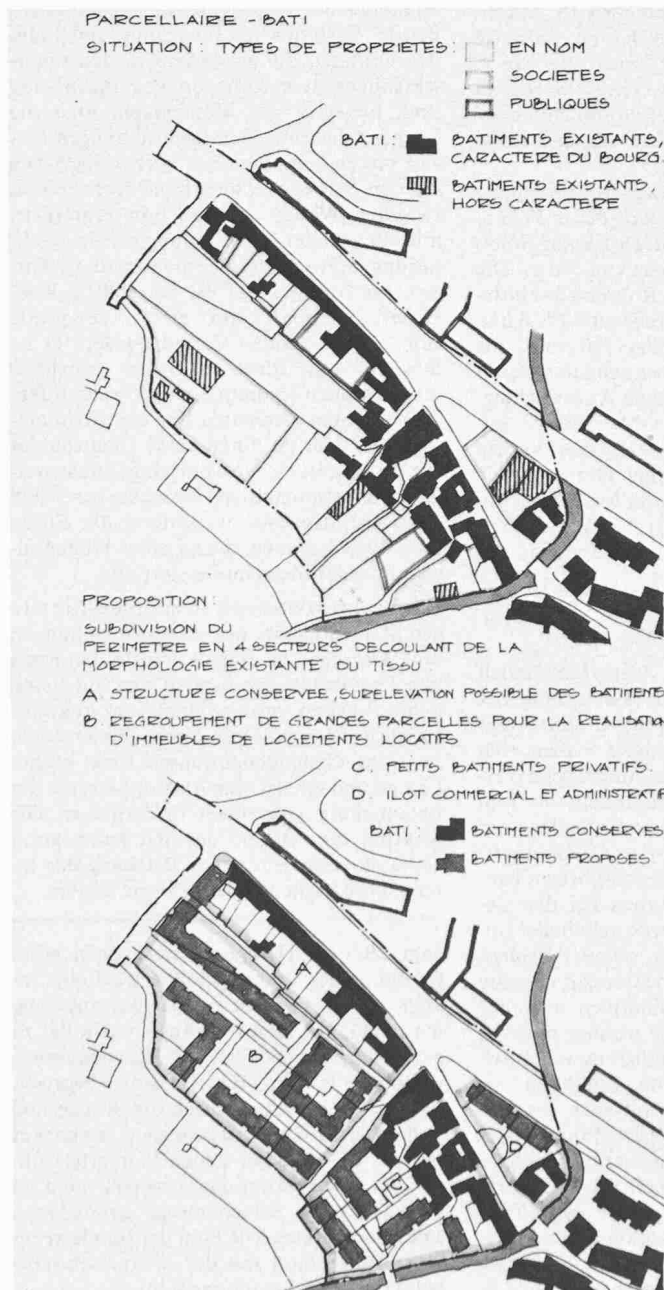 PARCELLAIRE - BATI
SITUATION : TYPES DE PROPRIETES :
EN NOM
SOCIETES
PUBLIQUES
BATI : BATIMENTS EXISTANTS,
CARACTERE DU BOURG.
BATIMENTS EXISTANTS,
HORS CARACTERE
PROPOSITION :
SUBDIVISION DU
PERIMETRE EN 4 SECTEURS DECOULANT DE LA
MORPHOLOGIE EXISTANTE DU TISSU
A STRUCTURE CONSERVEE, SURELEVATION POSSIBLE DES BATIMENTS
B REGROUPEMENT DE GRANDES PARCELLES POUR LA REALISATION
D'IMMEUBLES DE LOGEMENTS LOCATIFS
C. PETITS BATIMENTS PRIVATIFS.
D. ILOT COMMERCIAL ET ADMINISTRATIF
BATI : BATIMENTS CONSERVES
BATIMENTS PROPOSES
A
B
C
D